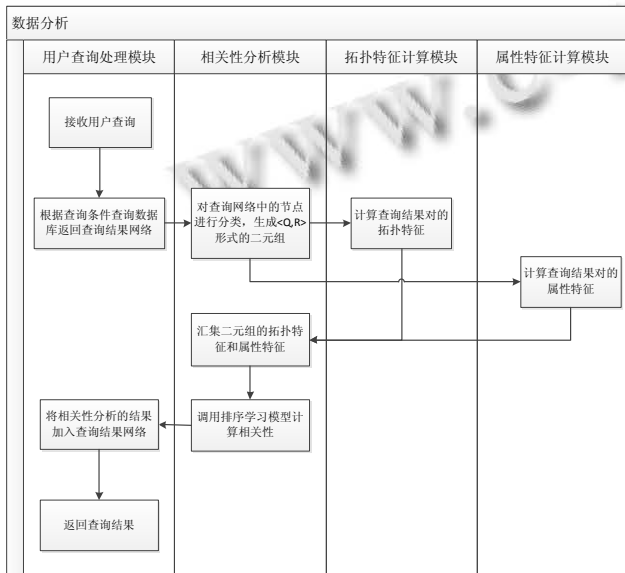 数据分析
用户查询处理模块
相关性分析模块
拓扑特征计算模块
属性特征计算模块
接收用户查询
根据查询条件查询数据
库返回查询结果网络
对查询网络中的节点
进行分类，生成<Q,R>
形式的二元组
计算查询结果对的
拓扑特征
计算查询结果对的
属性特征
汇集二元组的拓扑特
征和属性特征
调用排序学习模型计
算相关性
将相关性分析的结果
加入查询结果网络
返回查询结果
www.c